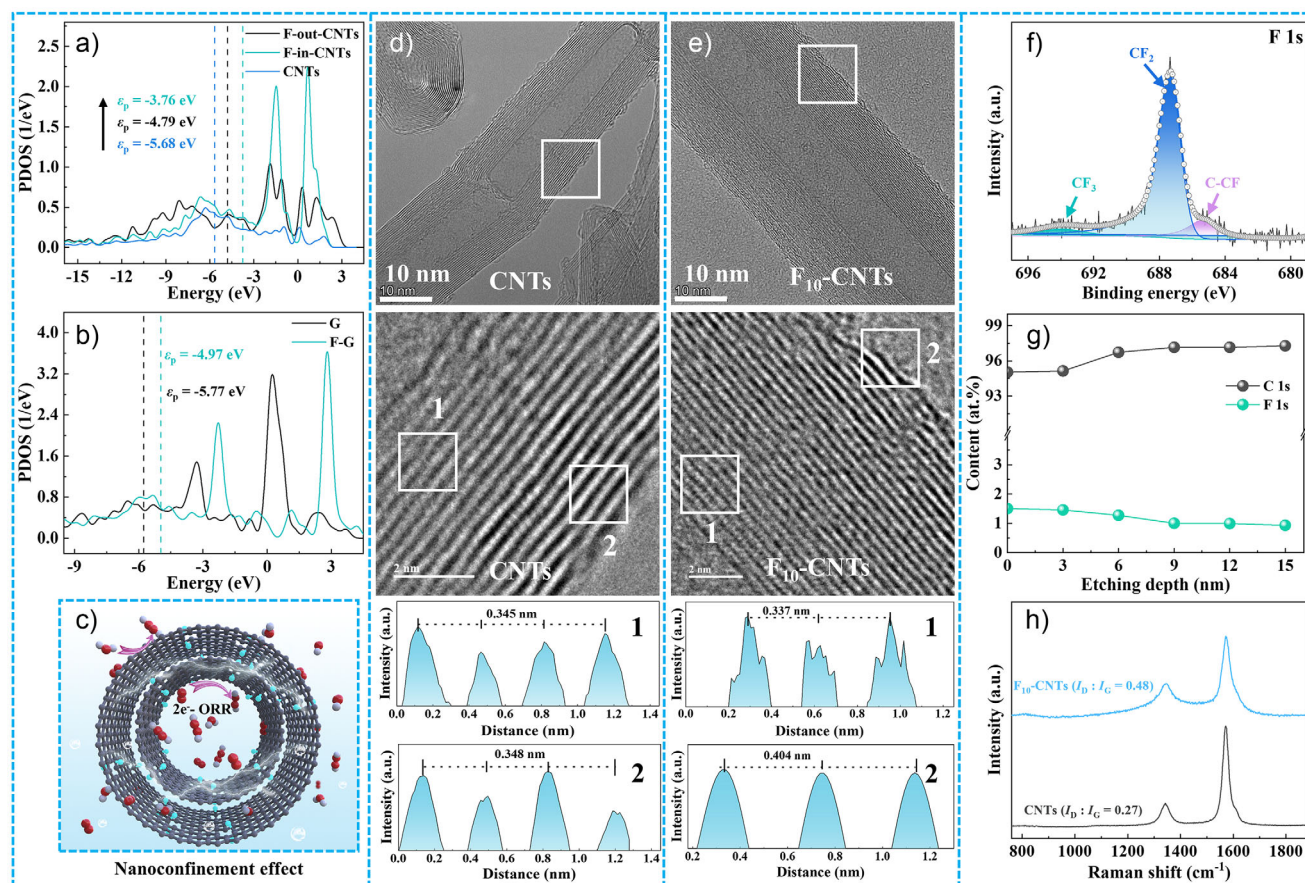 a)
F-out-CNTs
F-in-CNTs
CNTs
εp = -3.76 eV
εp = -4.79 eV
εp = -5.68 eV
PDOS (1/eV)
2.5
2.0
1.5
1.0
0.5
0.0
-15 -12 -9 -6 -3 0 3
Energy (eV)
b)
G
F-G
εp = -4.97 eV
εp = -5.77 eV
PDOS (1/eV)
4.0
3.2
2.4
1.6
0.8
0.0
-9 -6 -3 0 3
Energy (eV)
c)
2e- ORR
Nanoconfinement effect
d)
10 nm
10 nm
CNTs
1
2
2 nm
CNTs
0.345 nm
1
Intensity (a.u.)
0.0 0.2 0.4 0.6 0.8 1.0 1.2 1.4
Distance (nm)
0.348 nm
2
Intensity (a.u.)
0.0 0.2 0.4 0.6 0.8 1.0 1.2 1.4
Distance (nm)
e)
10 nm
10 nm
F₁₀-CNTs
2
1
2 nm
F₁₀-CNTs
0.337 nm
1
Intensity (a.u.)
0.0 0.2 0.4 0.6 0.8 1.0 1.2
Distance (nm)
0.404 nm
2
Intensity (a.u.)
0.2 0.4 0.6 0.8 1.0 1.2
Distance (nm)
f)
F 1s
CF₂
CF₃
C-CF
Intensity (a.u.)
696 692 688 684 680
Binding energy (eV)
g)
C 1s
F 1s
Content (at.%)
97
96
95
3
2
1
0
0 3 6 9 12 15
Etching depth (nm)
h)
F₁₀-CNTs (ID : IG = 0.48)
CNTs (ID : IG = 0.27)
Intensity (a.u.)
800 1000 1200 1400 1600 1800
Raman shift (cm⁻¹)